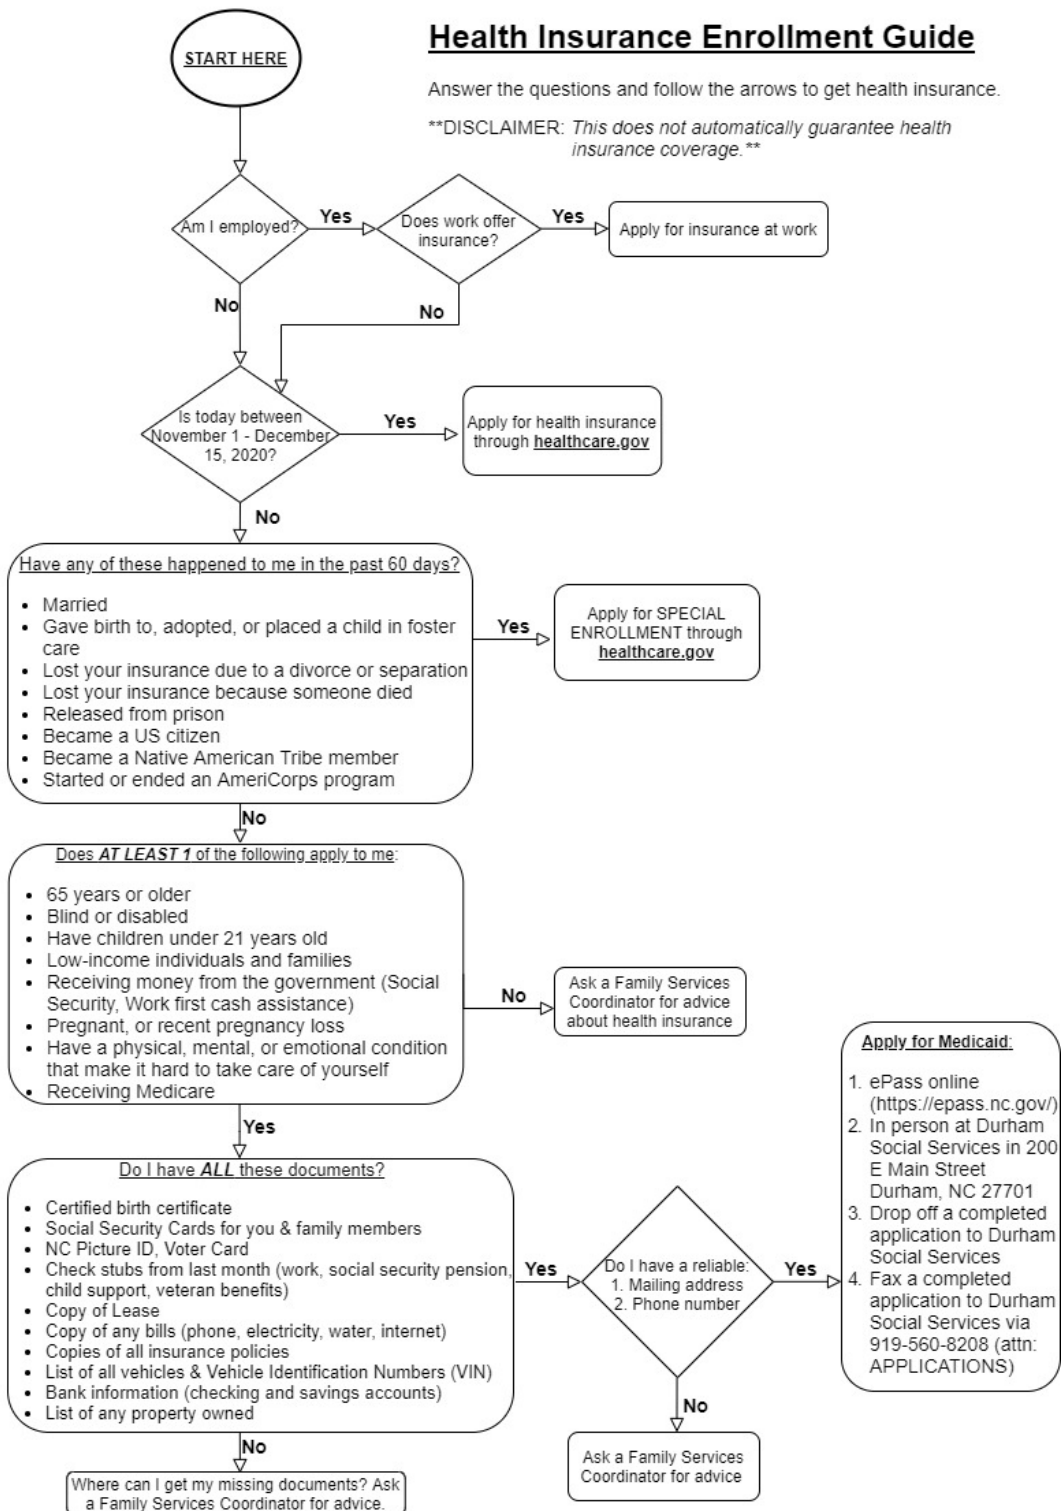 START HERE
Health Insurance Enrollment Guide
Answer the questions and follow the arrows to get health insurance.
**DISCLAIMER: This does not automatically guarantee health
insurance coverage.**
Am I employed?
Yes
Does work offer
insurance?
Yes
Apply for insurance at work
No
No
Is today between
November 1 - December
15, 2020?
Yes
Apply for health insurance
through healthcare.gov
No
Have any of these happened to me in the past 60 days?
• Married
• Gave birth to, adopted, or placed a child in foster
care
• Lost your insurance due to a divorce or separation
• Lost your insurance because someone died
• Released from prison
• Became a US citizen
• Became a Native American Tribe member
• Started or ended an AmeriCorps program
Yes
Apply for SPECIAL
ENROLLMENT through
healthcare.gov
No
Does AT LEAST 1 of the following apply to me:
• 65 years or older
• Blind or disabled
• Have children under 21 years old
• Low-income individuals and families
• Receiving money from the government (Social
Security, Work first cash assistance)
• Pregnant, or recent pregnancy loss
• Have a physical, mental, or emotional condition
that make it hard to take care of yourself
• Receiving Medicare
No
Ask a Family Services
Coordinator for advice
about health insurance
Yes
Do I have ALL these documents?
• Certified birth certificate
• Social Security Cards for you & family members
• NC Picture ID, Voter Card
• Check stubs from last month (work, social security pension,
child support, veteran benefits)
• Copy of Lease
• Copy of any bills (phone, electricity, water, internet)
• Copies of all insurance policies
• List of all vehicles & Vehicle Identification Numbers (VIN)
• Bank information (checking and savings accounts)
• List of any property owned
Yes
Do I have a reliable:
1. Mailing address
2. Phone number
Yes
Apply for Medicaid:
1. ePass online
(https://epass.nc.gov/)
2. In person at Durham
Social Services in 200
E Main Street
Durham, NC 27701
3. Drop off a completed
application to Durham
Social Services
4. Fax a completed
application to Durham
Social Services via
919-560-8208 (attn:
APPLICATIONS)
No
Ask a Family Services
Coordinator for advice
No
Where can I get my missing documents? Ask
a Family Services Coordinator for advice.